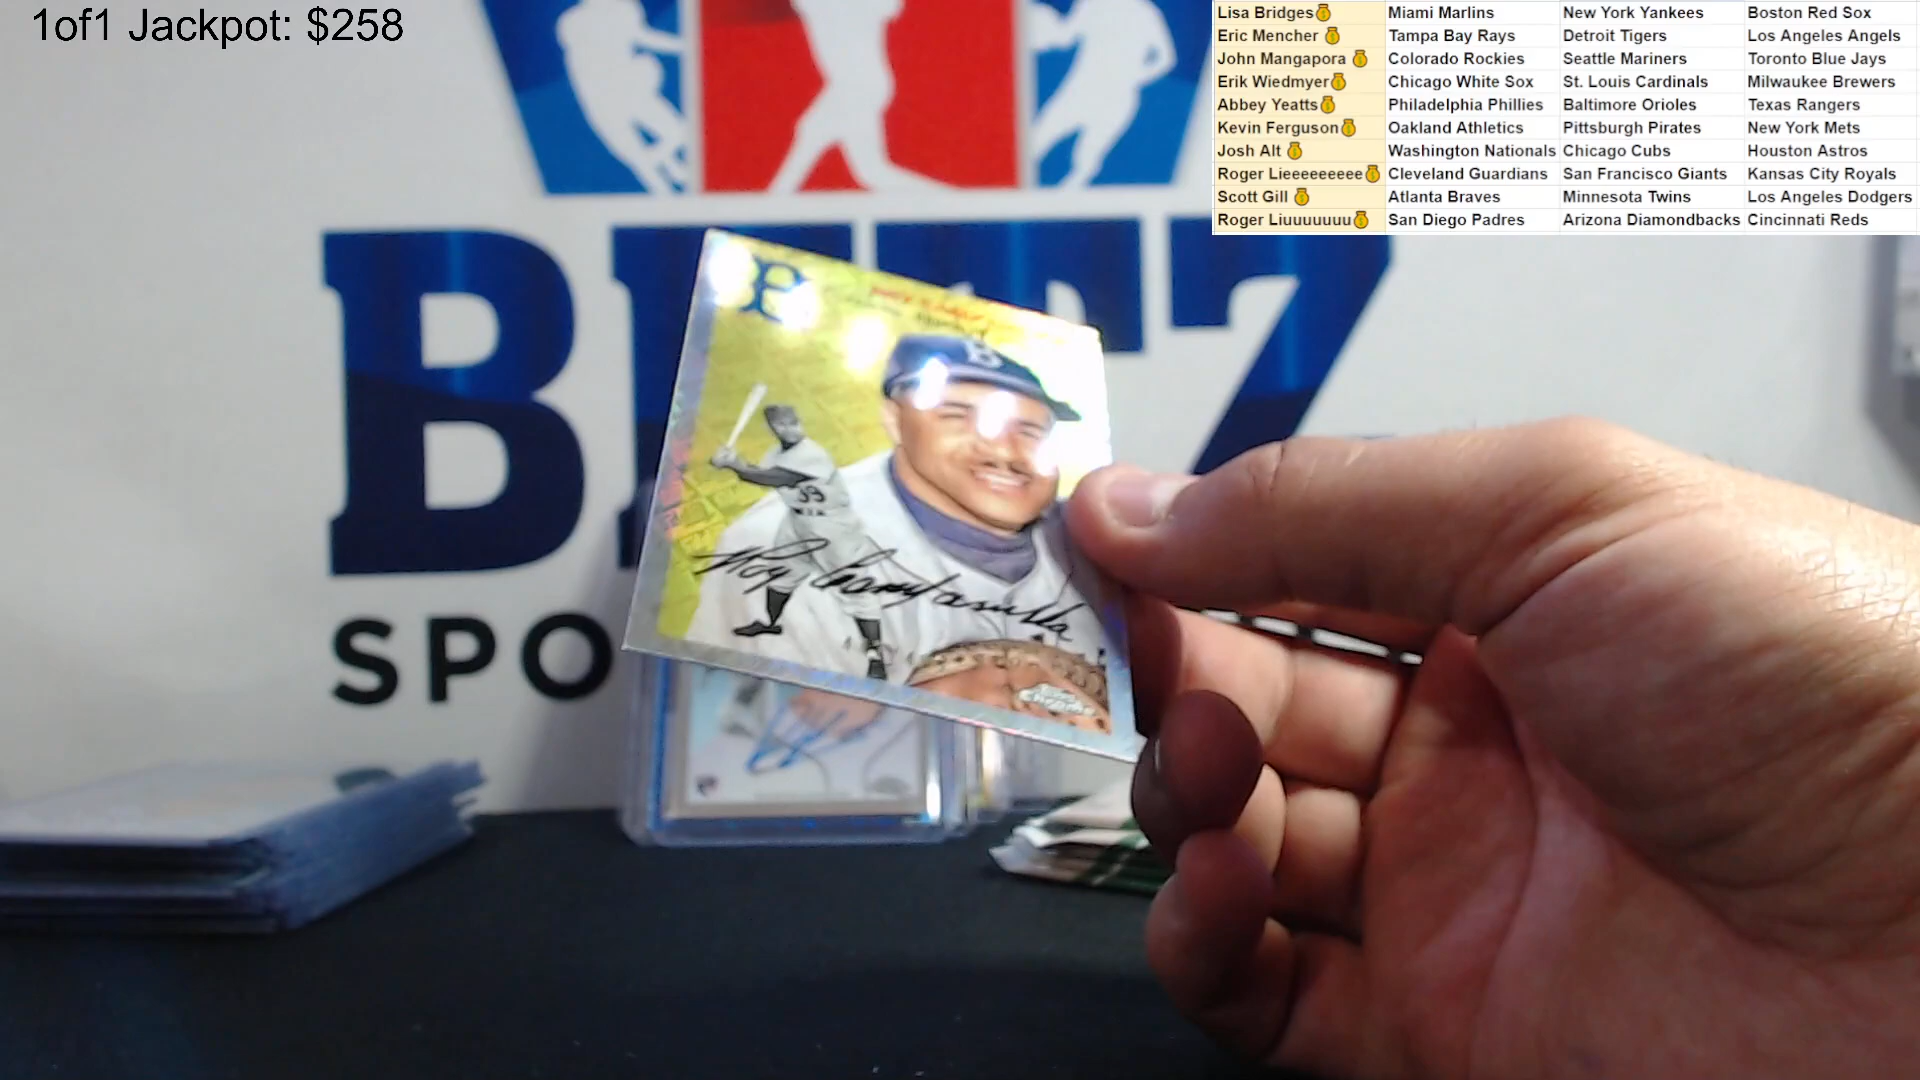 1of1 Jackpot: $258
Lisa Bridges Miami Marlins New York Yankees Boston Red Sox
Eric Mencher Tampa Bay Rays Detroit Tigers Los Angeles Angels
John Mangapora Colorado Rockies Seattle Mariners Toronto Blue Jays
Erik Wiedmyer Chicago White Sox St. Louis Cardinals Milwaukee Brewers
Abbey Yeatts Philadelphia Phillies Baltimore Orioles Texas Rangers
Kevin Ferguson Oakland Athletics Pittsburgh Pirates New York Mets
Josh Alt Washington Nationals Chicago Cubs Houston Astros
Roger Lieeeeeeeee Cleveland Guardians San Francisco Giants Kansas City Royals
Scott Gill Atlanta Braves Minnesota Twins Los Angeles Dodgers
Roger Liuuuuuuu San Diego Padres Arizona Diamondbacks Cincinnati Reds
B
B
39
Roy Campanella
SPO